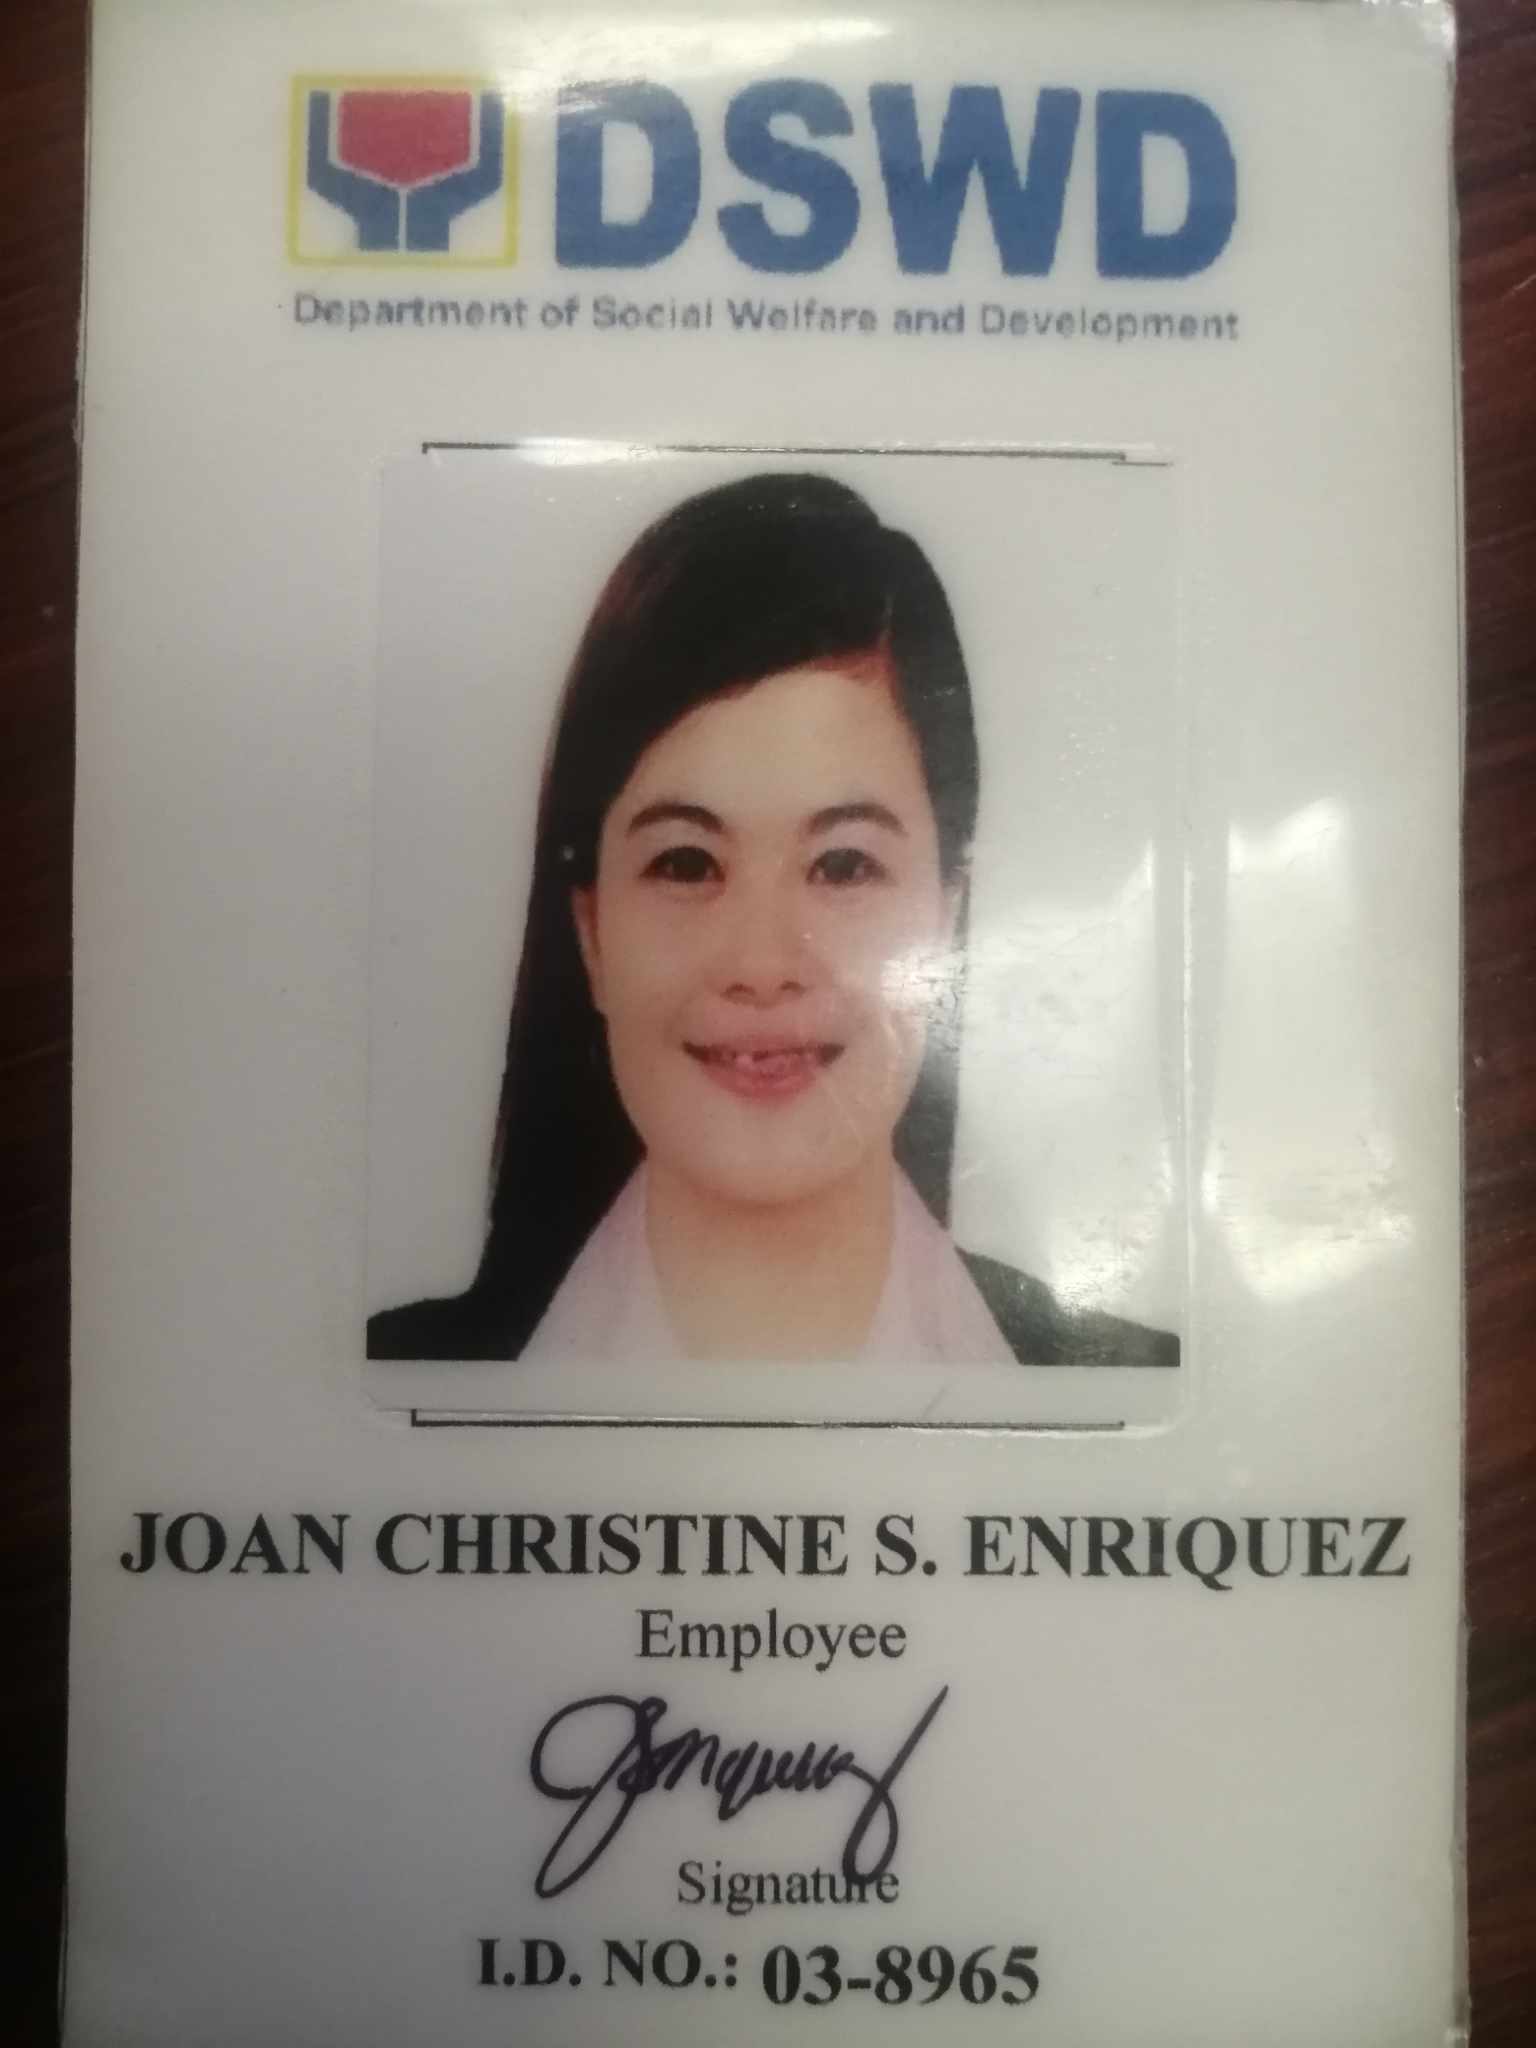 DSWD
Department of Social Welfare and Development
JOAN CHRISTINE S. ENRIQUEZ
Employee
Signature
I.D. NO.: 03-8965